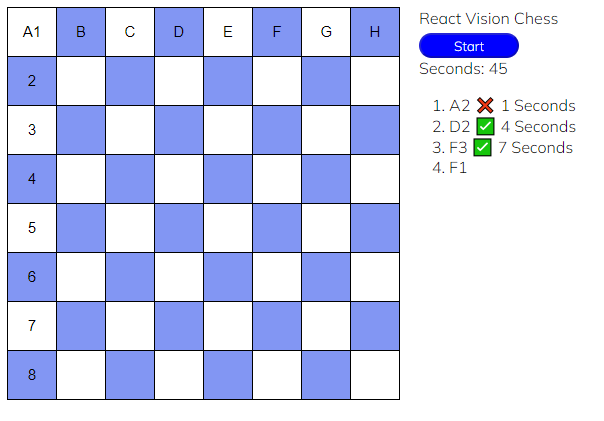 A1 B C D E F G H
2
3
4
5
6
7
8
React Vision Chess
Start
Seconds: 45
1. A2 ❌ 1 Seconds
2. D2 ✅ 4 Seconds
3. F3 ✅ 7 Seconds
4. F1